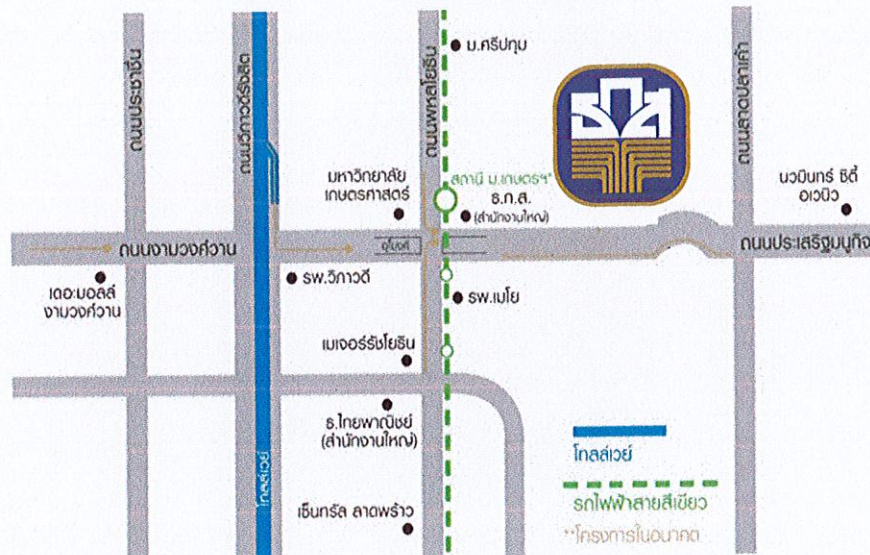 ม.ศรีปทุม
ถนนประชาชื่น
ถนนวิภาวดีรังสิต
ถนนพหลโยธิน
ถนนลาดปลาเค้า
ธกส
มหาวิทยาลัย
เกษตรศาสตร์
สถานี ม.เกษตรฯ*
ธ.ก.ส.
(สำนักงานใหญ่)
นวมินทร์ ซิตี้
อเวนิว
ถนนงามวงศ์วาน
อุโมงค์
ถนนประเสริฐมนูกิจ
เดอะมอลล์
งามวงศ์วาน
รพ.วิภาวดี
รพ.เมโย
เมเจอร์รัชโยธิน
ธ.ไทยพาณิชย์
(สำนักงานใหญ่)
โทลล์เวย์
โทลล์เวย์
รถไฟฟ้าสายสีเขียว
**โครงการในอนาคต
เซ็นทรัล ลาดพร้าว